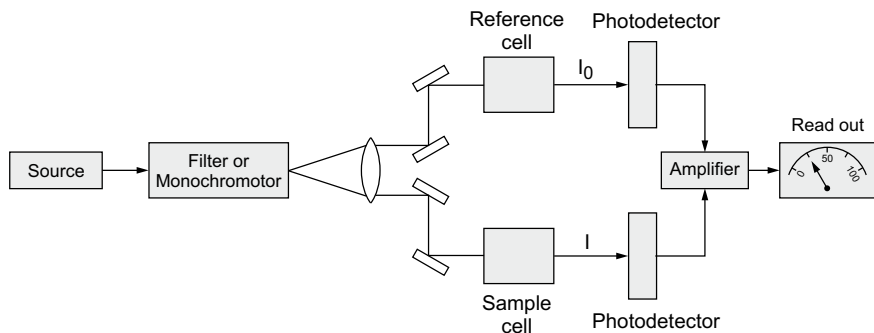 Reference
cell
Photodetector
I₀
Read out
Source
Filter or
Monochromotor
Amplifier
0
50
100
I
Sample
cell
Photodetector